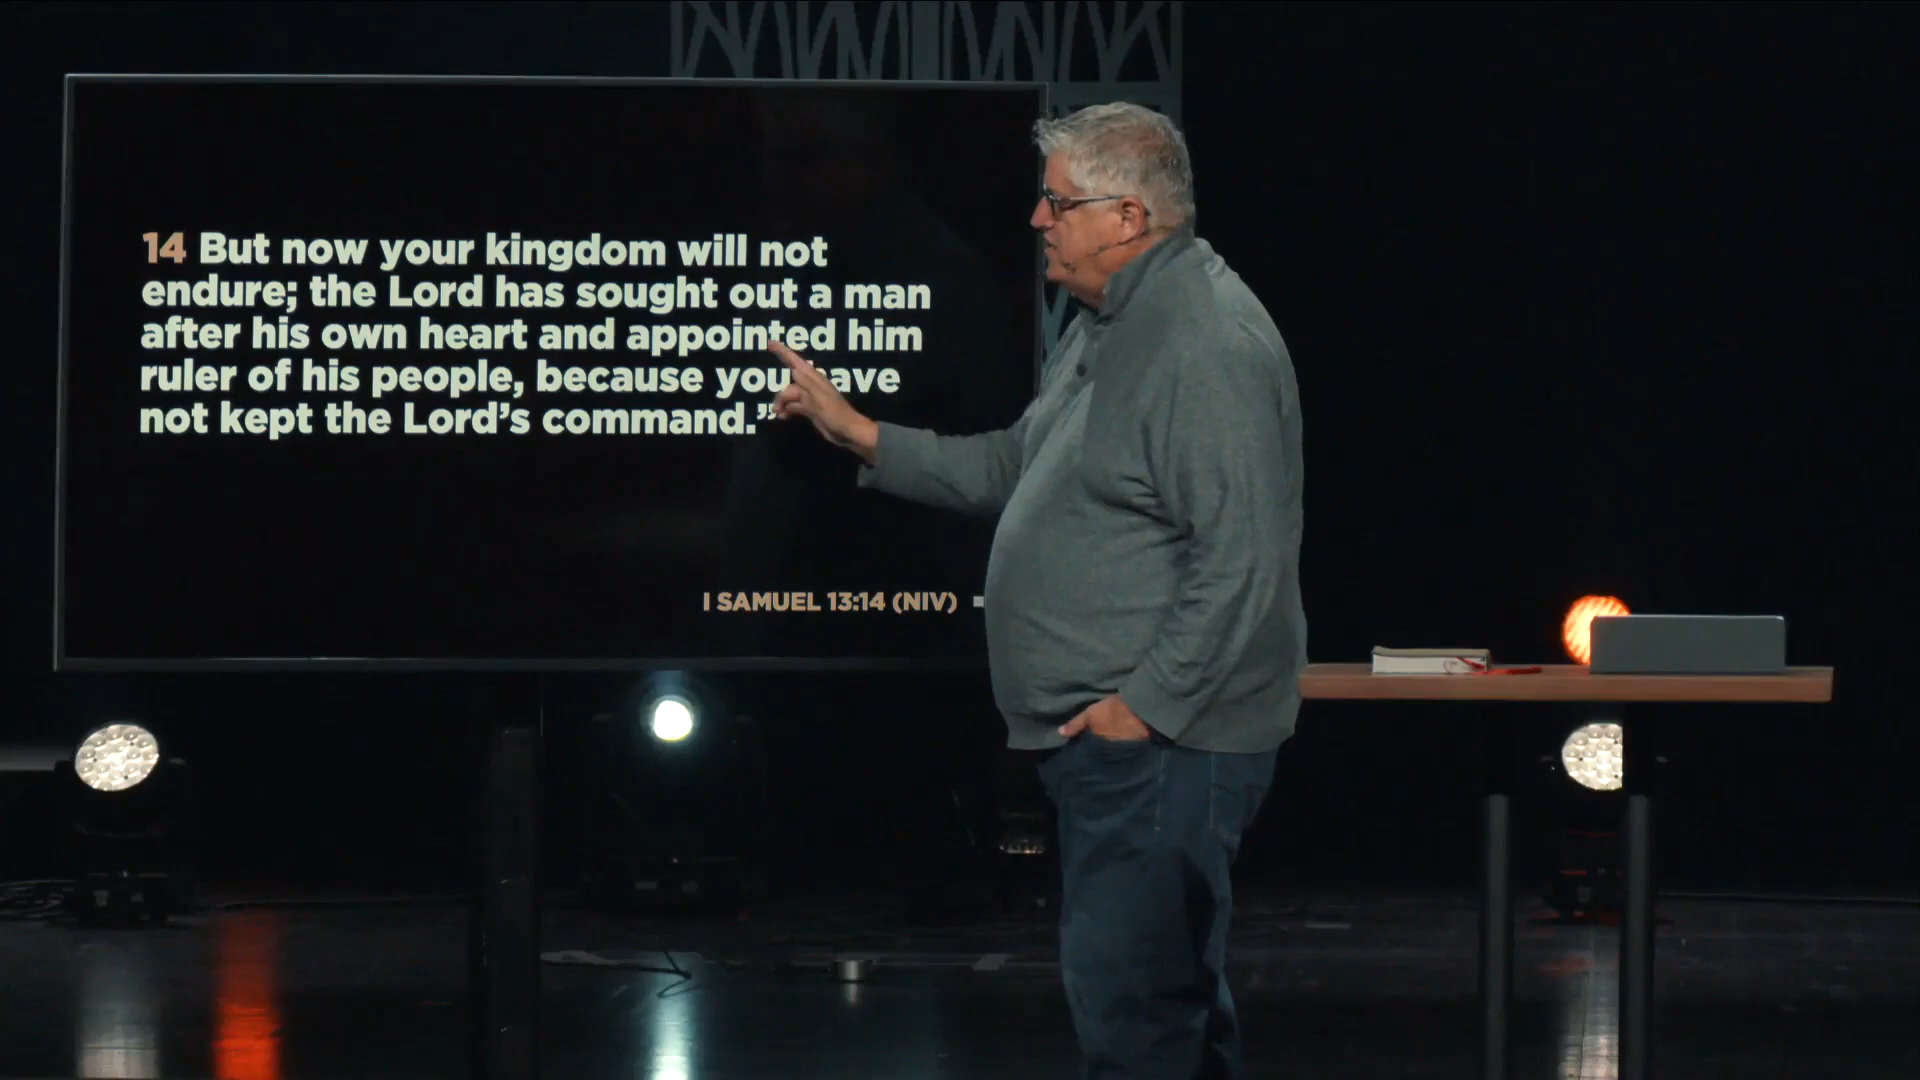 14 But now your kingdom will not
endure; the Lord has sought out a man
after his own heart and appointed him
ruler of his people, because you have
not kept the Lord’s command.”
I SAMUEL 13:14 (NIV)